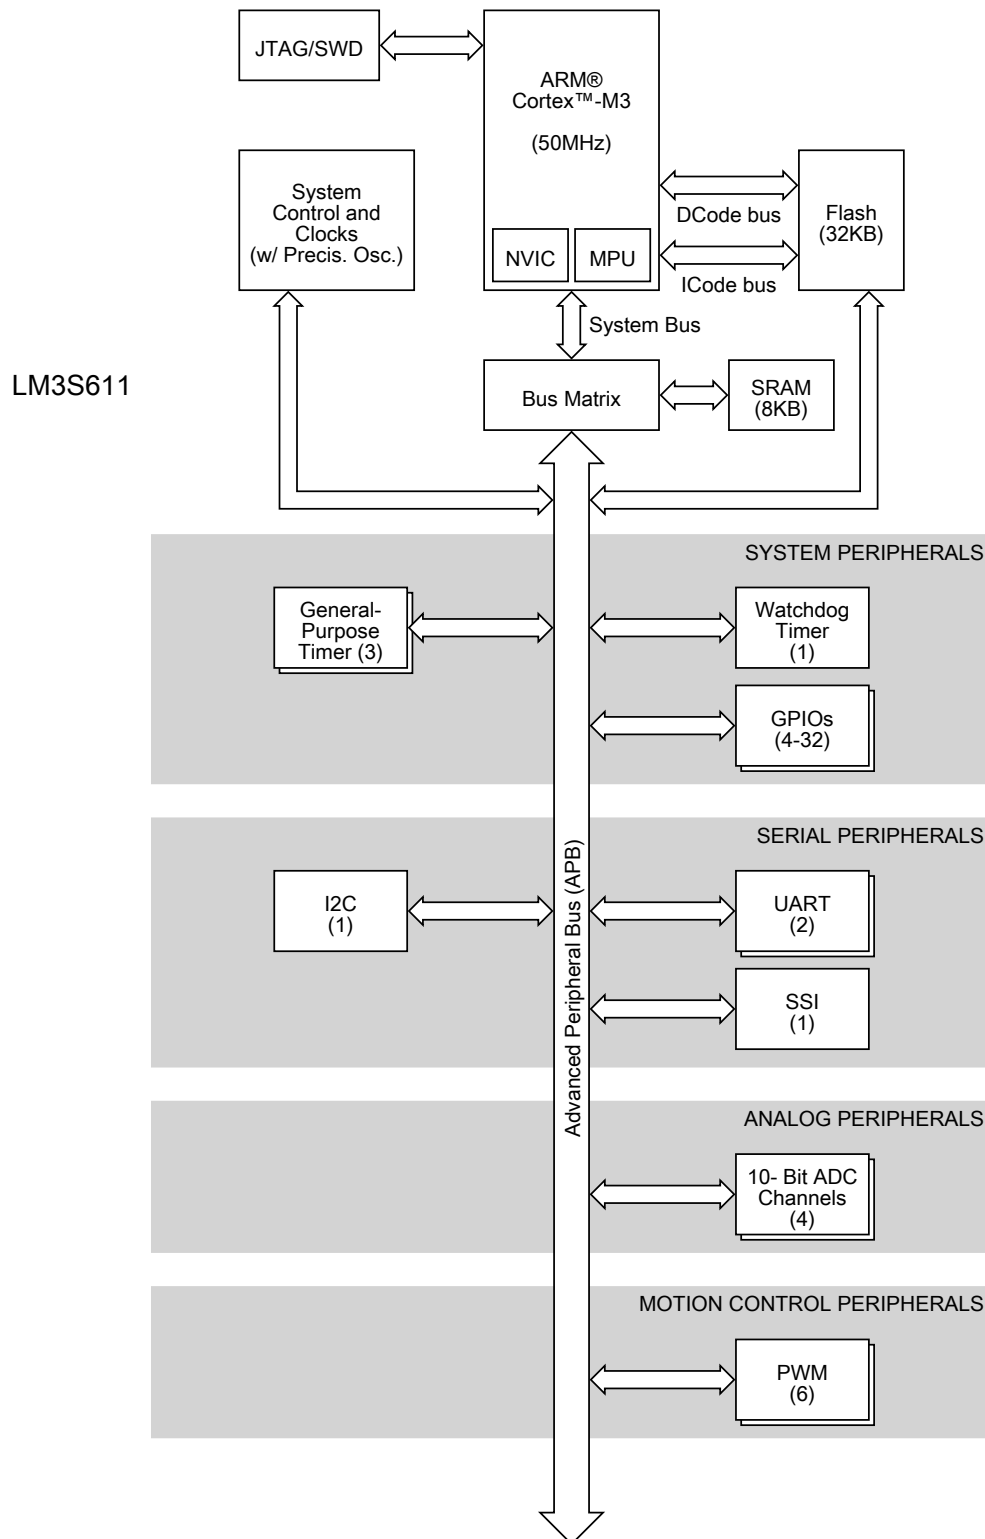 JTAG/SWD
ARM®
Cortex™-M3
(50MHz)
System
Control and
Clocks
(w/ Precis. Osc.)
DCode bus
Flash
(32KB)
NVIC
MPU
ICode bus
System Bus
LM3S611
Bus Matrix
SRAM
(8KB)
SYSTEM PERIPHERALS
General-
Purpose
Timer (3)
Watchdog
Timer
(1)
GPIOs
(4-32)
Advanced Peripheral Bus (APB)
SERIAL PERIPHERALS
I2C
(1)
UART
(2)
SSI
(1)
ANALOG PERIPHERALS
10- Bit ADC
Channels
(4)
MOTION CONTROL PERIPHERALS
PWM
(6)